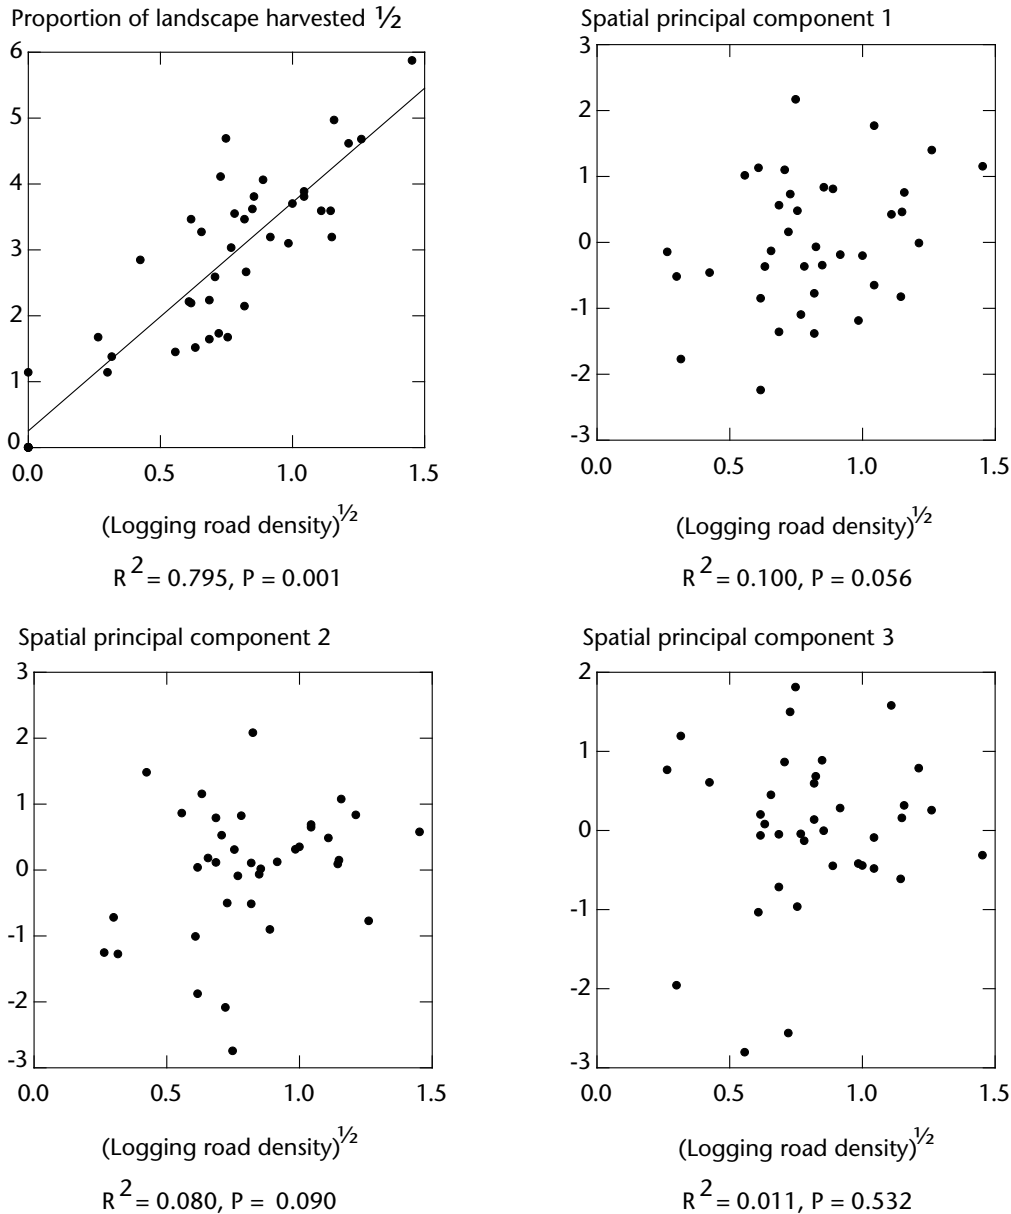 Proportion of landscape harvested ½
6
5
4
3
2
1
0
0.0 0.5 1.0 1.5
(Logging road density)½
R² = 0.795, P = 0.001
Spatial principal component 1
3
2
1
0
-1
-2
-3
0.0 0.5 1.0 1.5
(Logging road density)½
R² = 0.100, P = 0.056
Spatial principal component 2
3
2
1
0
-1
-2
-3
0.0 0.5 1.0 1.5
(Logging road density)½
R² = 0.080, P = 0.090
Spatial principal component 3
2
1
0
-1
-2
-3
0.0 0.5 1.0 1.5
(Logging road density)½
R² = 0.011, P = 0.532